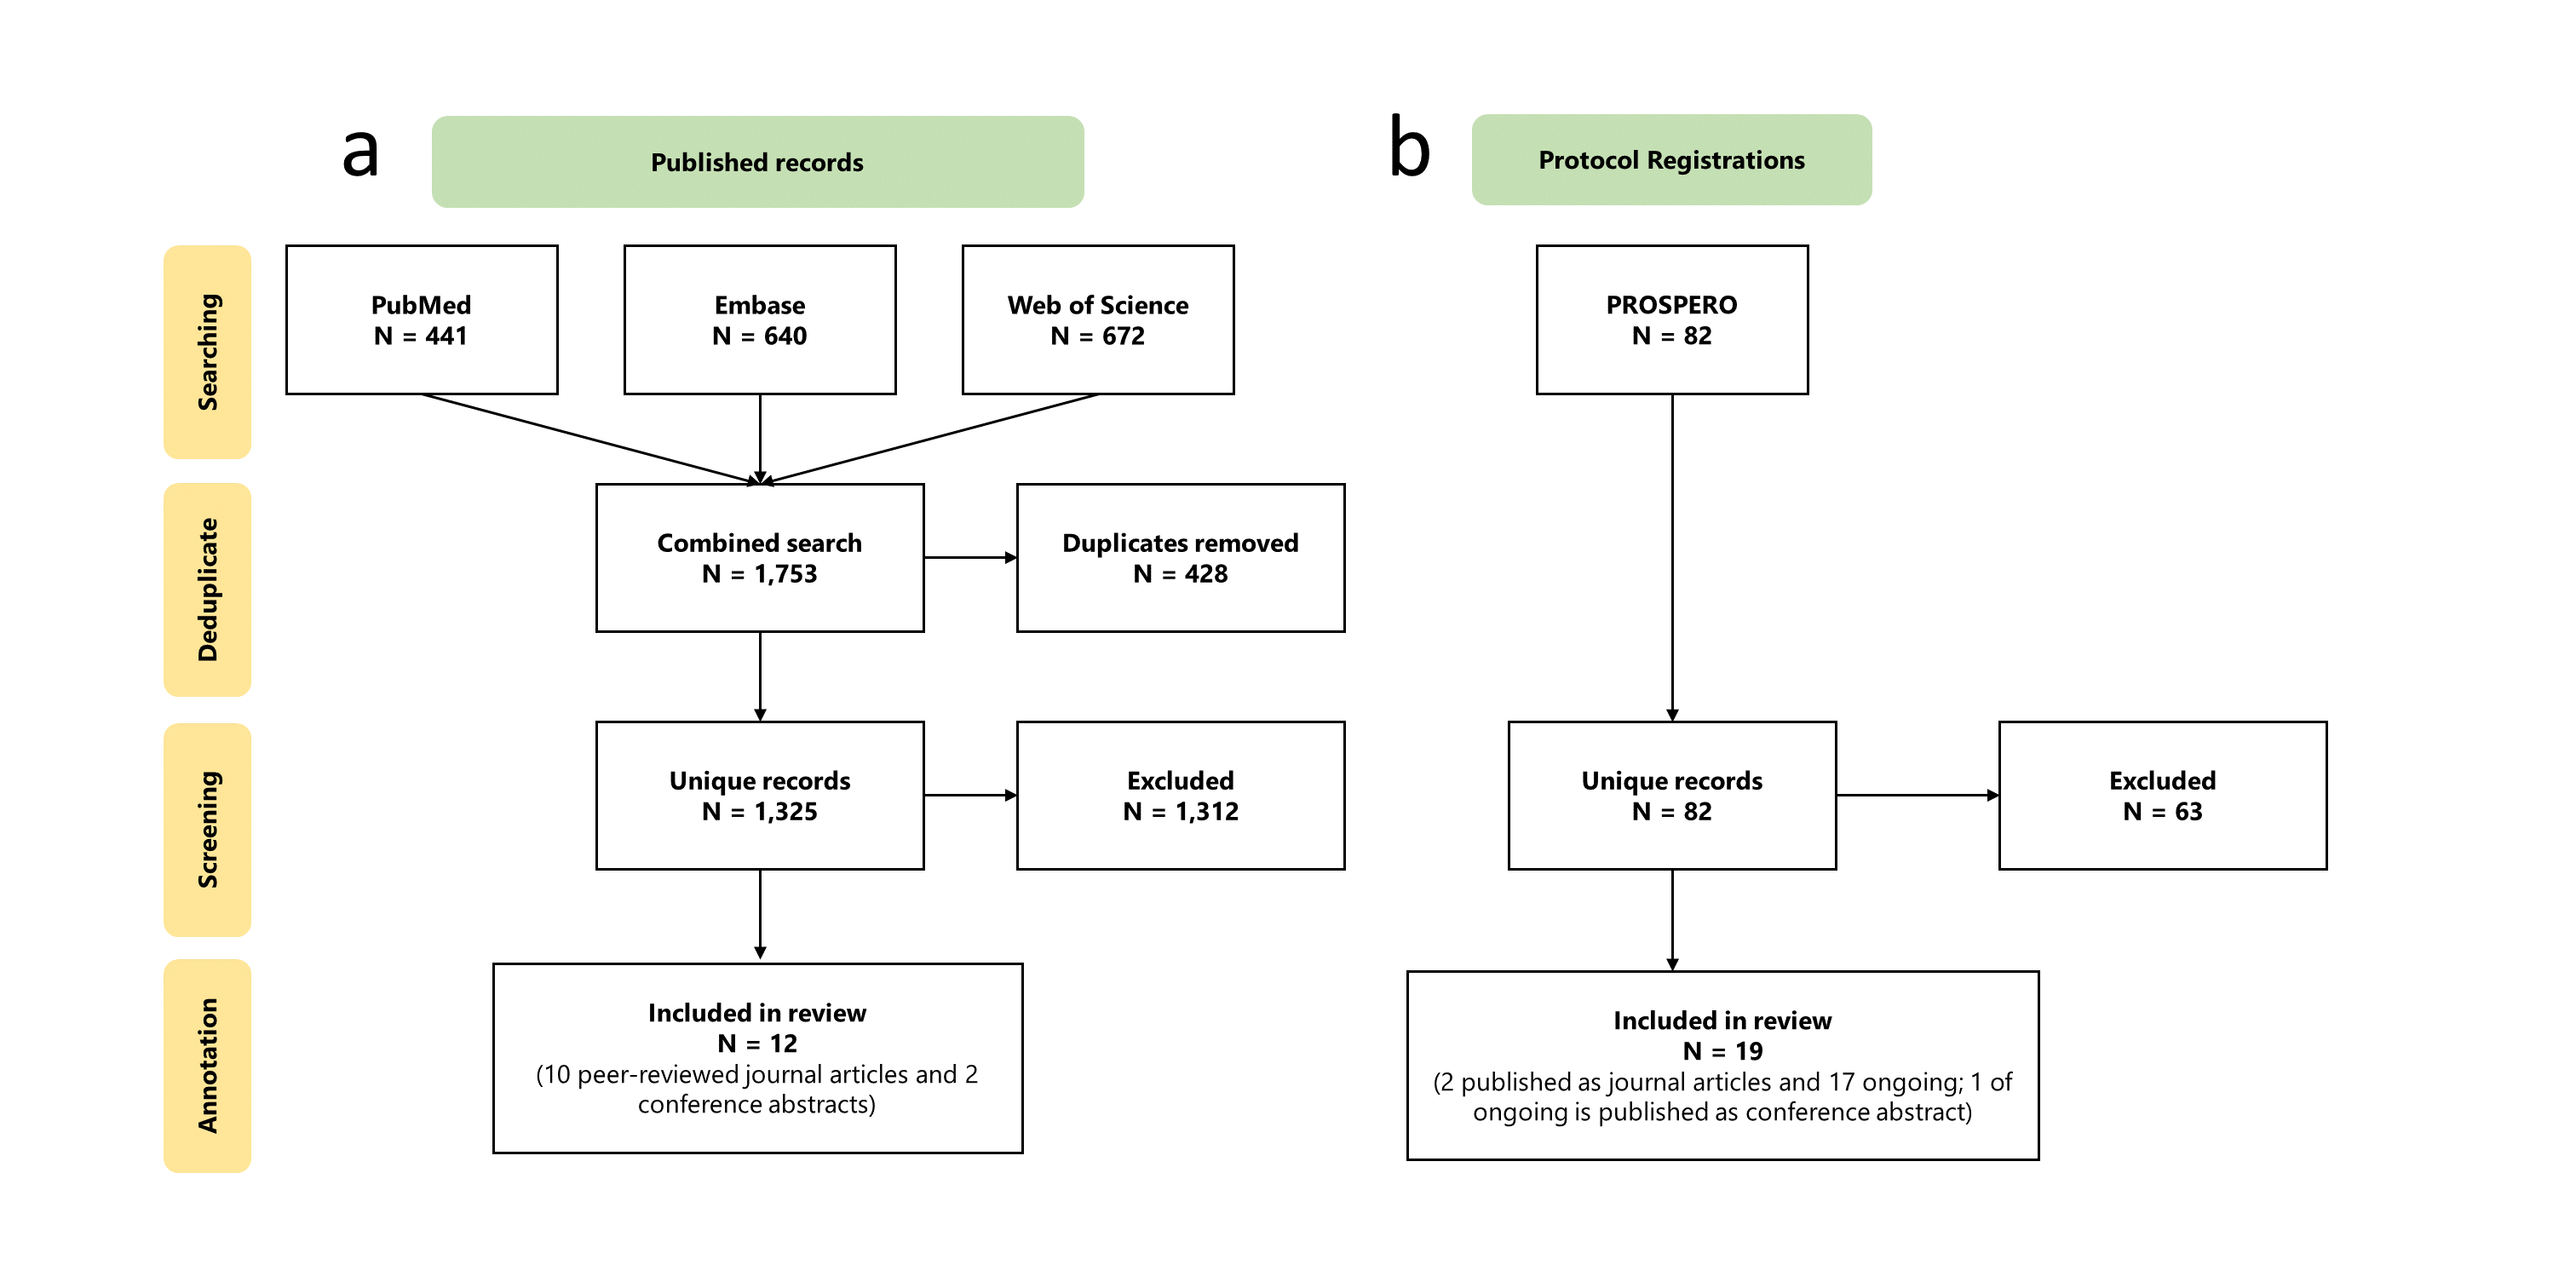 a
Published records
b
Protocol Registrations
Searching
PubMed
N = 441
Embase
N = 640
Web of Science
N = 672
PROSPERO
N = 82
Deduplicate
Combined search
N = 1,753
Duplicates removed
N = 428
Screening
Unique records
N = 1,325
Excluded
N = 1,312
Unique records
N = 82
Excluded
N = 63
Annotation
Included in review
N = 12
(10 peer-reviewed journal articles and 2
conference abstracts)
Included in review
N = 19
(2 published as journal articles and 17 ongoing; 1 of
ongoing is published as conference abstract)